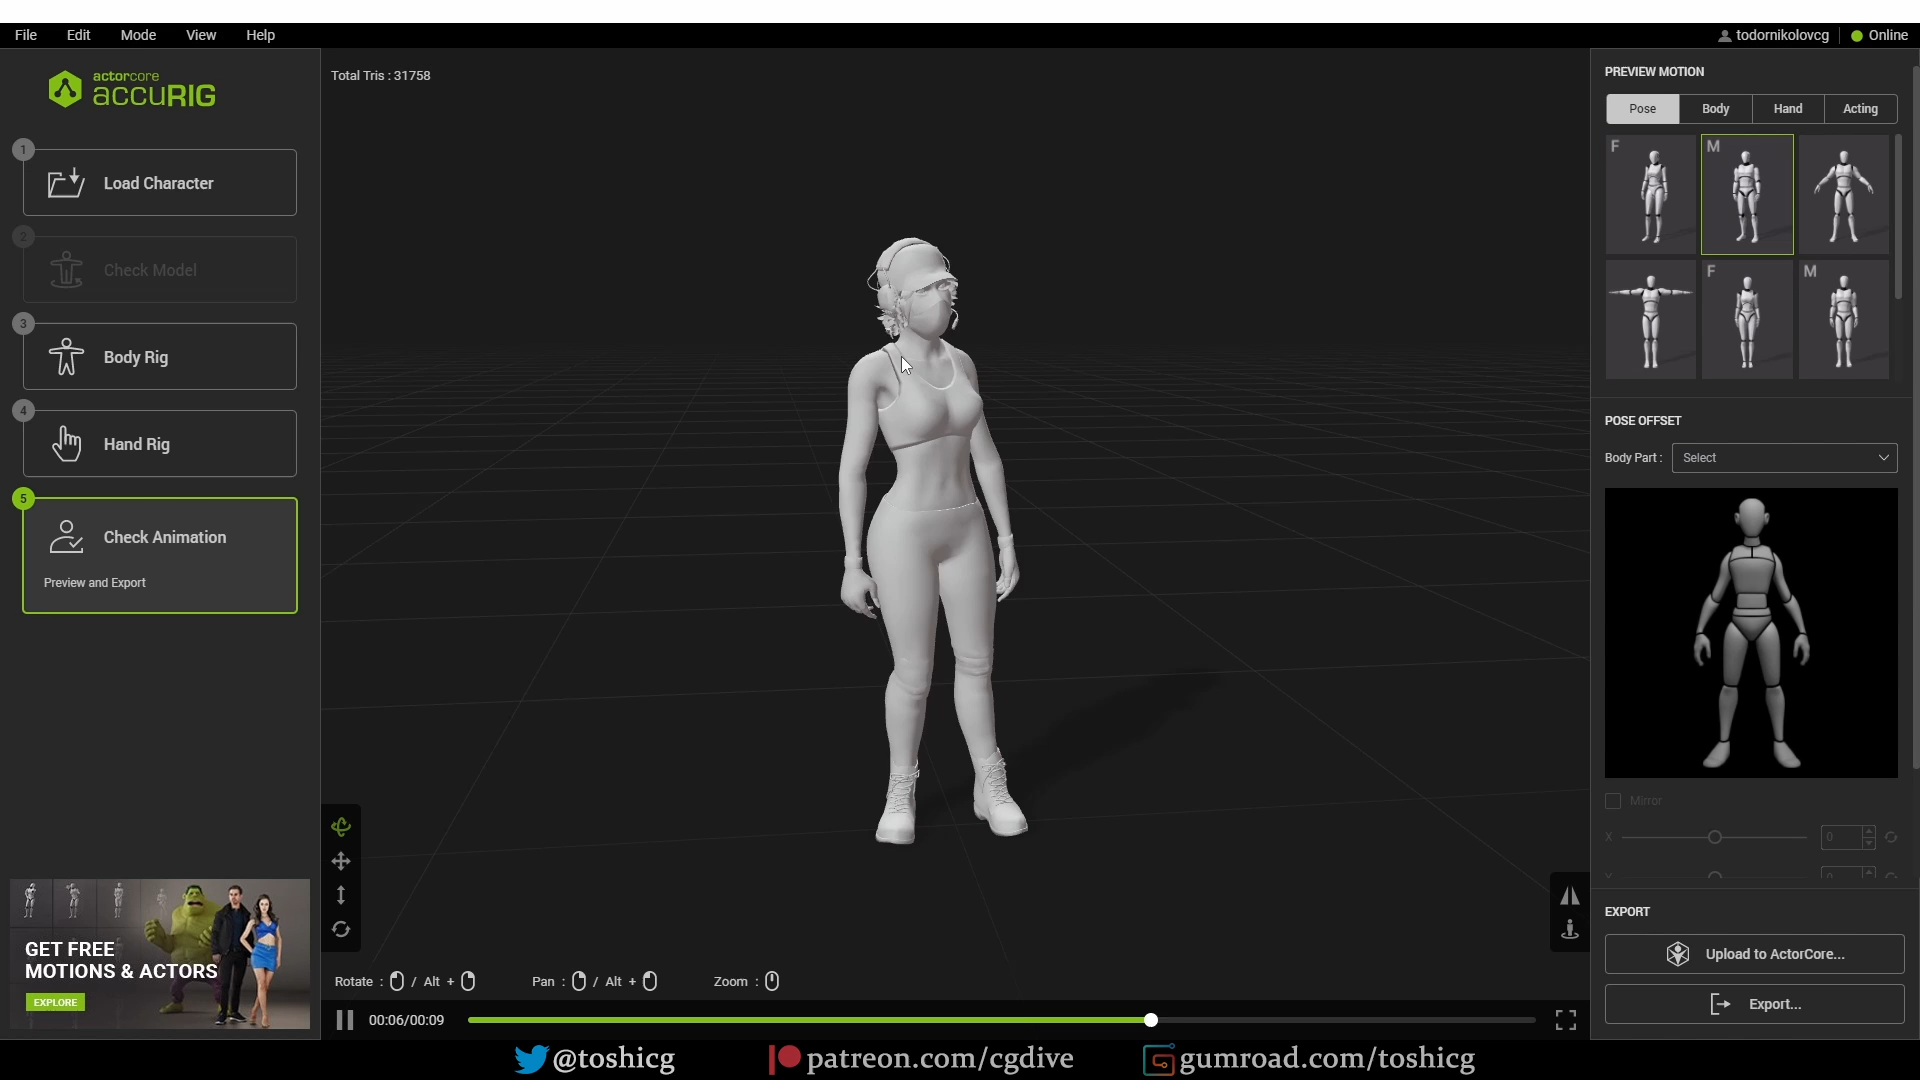 File Edit Mode View Help
todornikolovcg Online
actorcore
accuRIG
1
Load Character
2
Check Model
3
Body Rig
4
Hand Rig
5
Check Animation
Preview and Export
GET FREE
MOTIONS & ACTORS
EXPLORE
Total Tris : 31758
Rotate : / Alt + Pan : / Alt + Zoom :
00:06/00:09
PREVIEW MOTION
Pose Body Hand Acting
F M
F M
POSE OFFSET
Body Part : Select
Mirror
X 0
Y 0
EXPORT
Upload to ActorCore...
Export...
@toshicg patreon.com/cgdive gumroad.com/toshicg